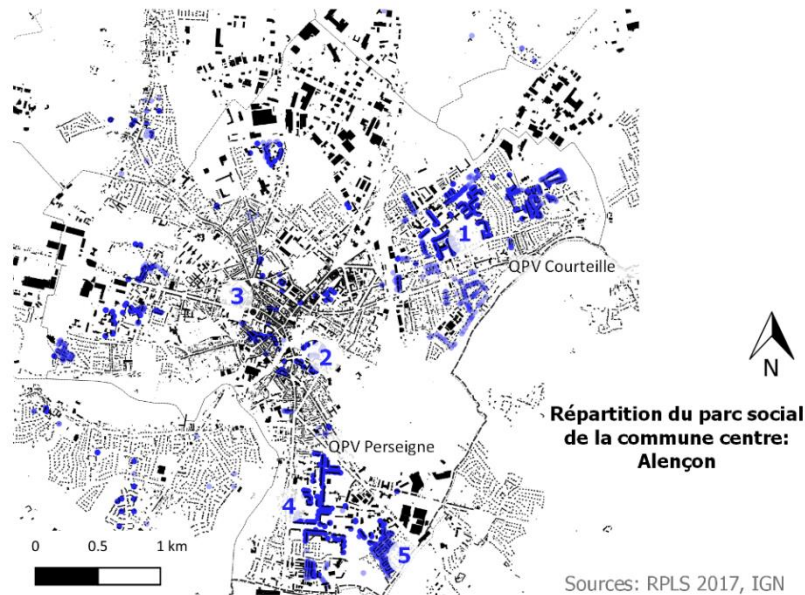 1
QPV Courteille
3
2
N
Répartition du parc social
de la commune centre:
Alençon
QPV Perseigne
4
5
0 0.5 1 km
Sources: RPLS 2017, IGN